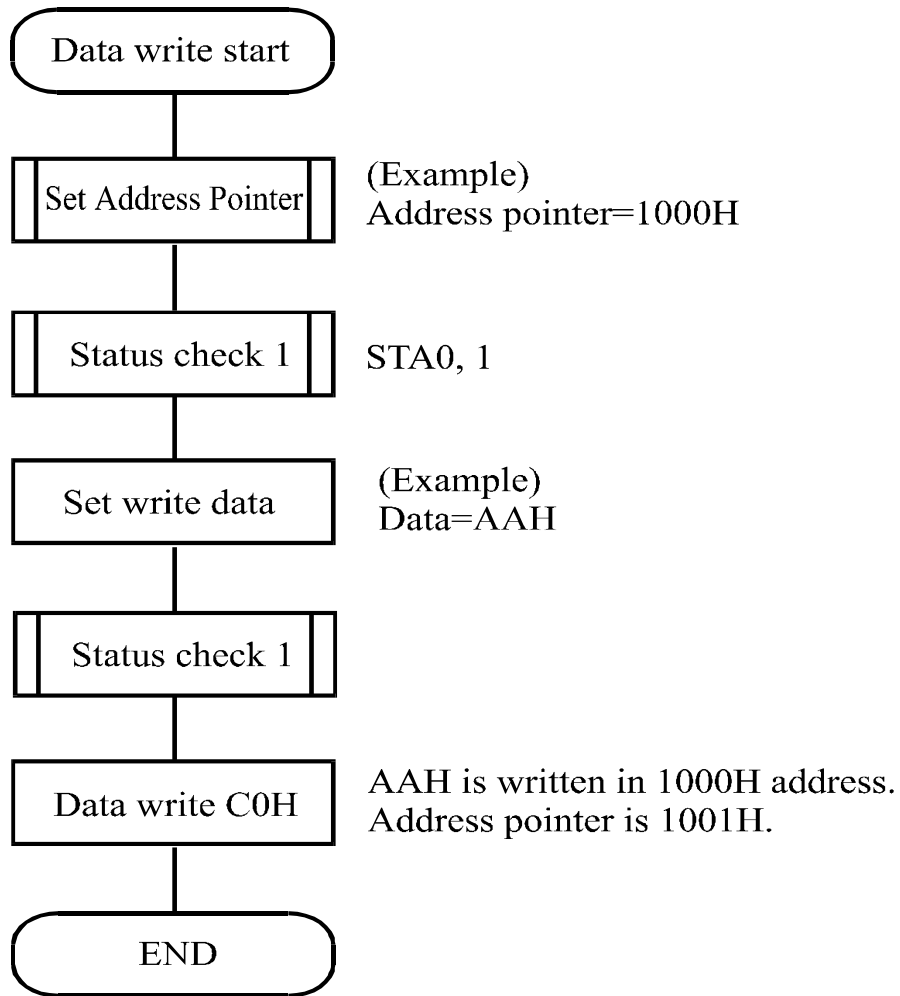 Data write start
Set Address Pointer
(Example)
Address pointer=1000H
Status check 1
STA0, 1
Set write data
(Example)
Data=AAH
Status check 1
Data write C0H
AAH is written in 1000H address.
Address pointer is 1001H.
END